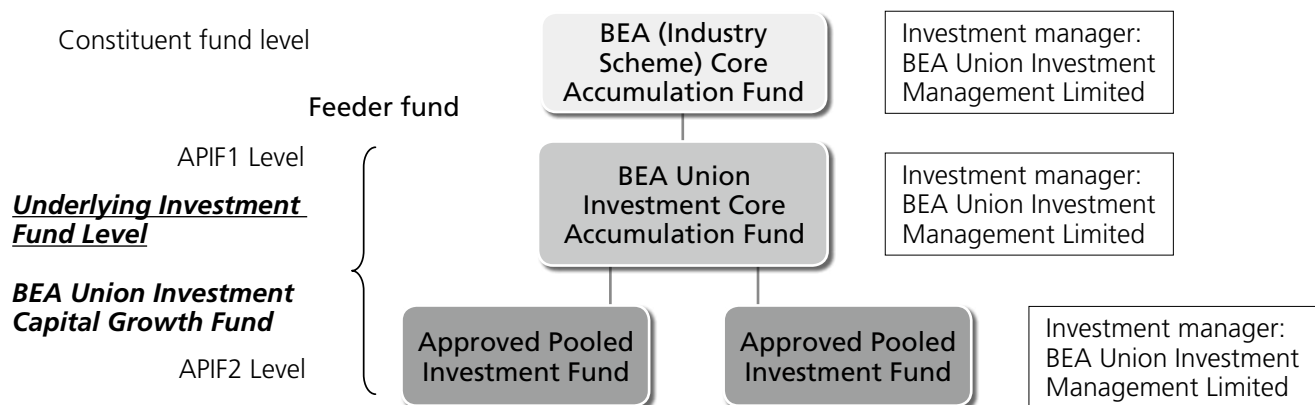 Constituent fund level
BEA (Industry
Scheme) Core
Accumulation Fund
Investment manager:
BEA Union Investment
Management Limited
Feeder fund
APIF1 Level
BEA Union
Investment Core
Accumulation Fund
Investment manager:
BEA Union Investment
Management Limited
Underlying Investment
Fund Level
BEA Union Investment
Capital Growth Fund
APIF2 Level
Approved Pooled
Investment Fund
Approved Pooled
Investment Fund
Investment manager:
BEA Union Investment
Management Limited